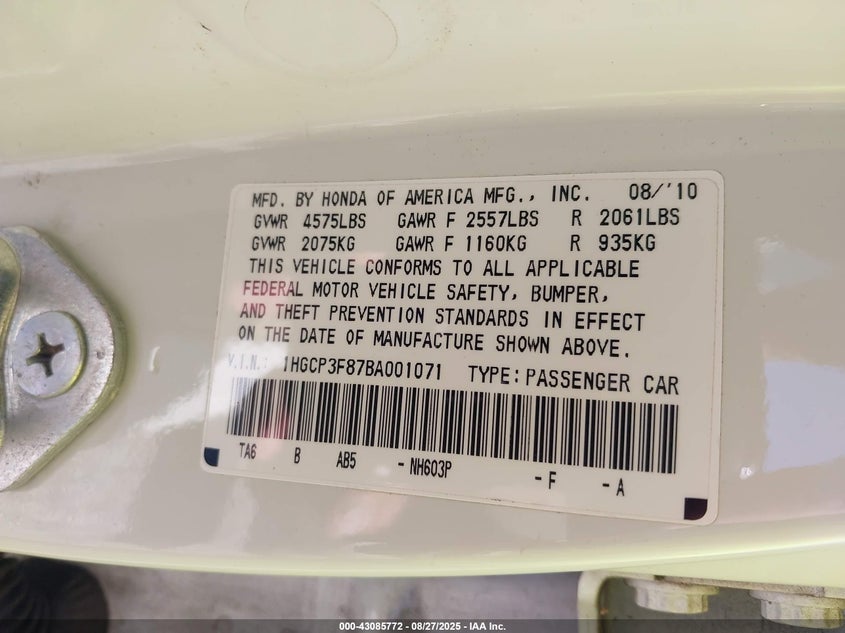 MFD. BY HONDA OF AMERICA MFG., INC. 08/'10
GVWR 4575LBS GAWR F 2557LBS R 2061LBS
GVWR 2075KG GAWR F 1160KG R 935KG
THIS VEHICLE CONFORMS TO ALL APPLICABLE
FEDERAL MOTOR VEHICLE SAFETY, BUMPER,
AND THEFT PREVENTION STANDARDS IN EFFECT
ON THE DATE OF MANUFACTURE SHOWN ABOVE.
V.I.N.: 1HGCP3F87BA001071 TYPE: PASSENGER CAR
TA6 B AB5 - NH603P - F - A
000-43085772 - 08/27/2025 - IAA Inc.